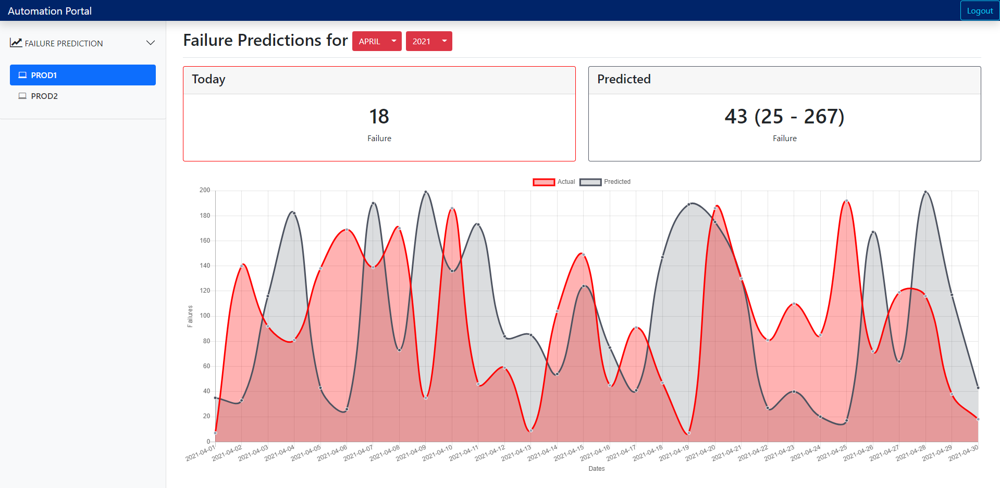 Automation Portal
Logout
FAILURE PREDICTION
PROD1
PROD2
Failure Predictions for APRIL 2021
Today
18
Failure
Predicted
43 (25 - 267)
Failure
Actual Predicted
200
180
160
140
120
100
80
60
40
20
0
Failures
2021-04-01 2021-04-02 2021-04-03 2021-04-04 2021-04-05 2021-04-06 2021-04-07 2021-04-08 2021-04-09 2021-04-10 2021-04-11 2021-04-12 2021-04-13 2021-04-14 2021-04-15 2021-04-16 2021-04-17 2021-04-18 2021-04-19 2021-04-20 2021-04-21 2021-04-22 2021-04-23 2021-04-24 2021-04-25 2021-04-26 2021-04-27 2021-04-28 2021-04-29 2021-04-30
Dates